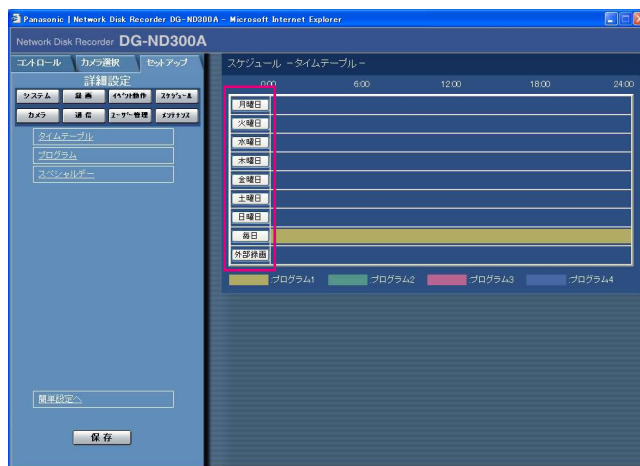 Panasonic | Network Disk Recorder DG-ND300A - Microsoft Internet Explorer
Network Disk Recorder DG-ND300A
コントロール カメラ選択 セットアップ
詳細設定
システム 録画 イベント動作 スケジュール
カメラ 通信 ユーザー管理 メンテナンス
タイムテーブル
プログラム
スペシャルデー
簡単設定へ
保存
スケジュール -タイムテーブル-
0:00 6:00 12:00 18:00 24:00
月曜日
火曜日
水曜日
木曜日
金曜日
土曜日
日曜日
毎日
外部録画
:プログラム1 :プログラム2 :プログラム3 :プログラム4